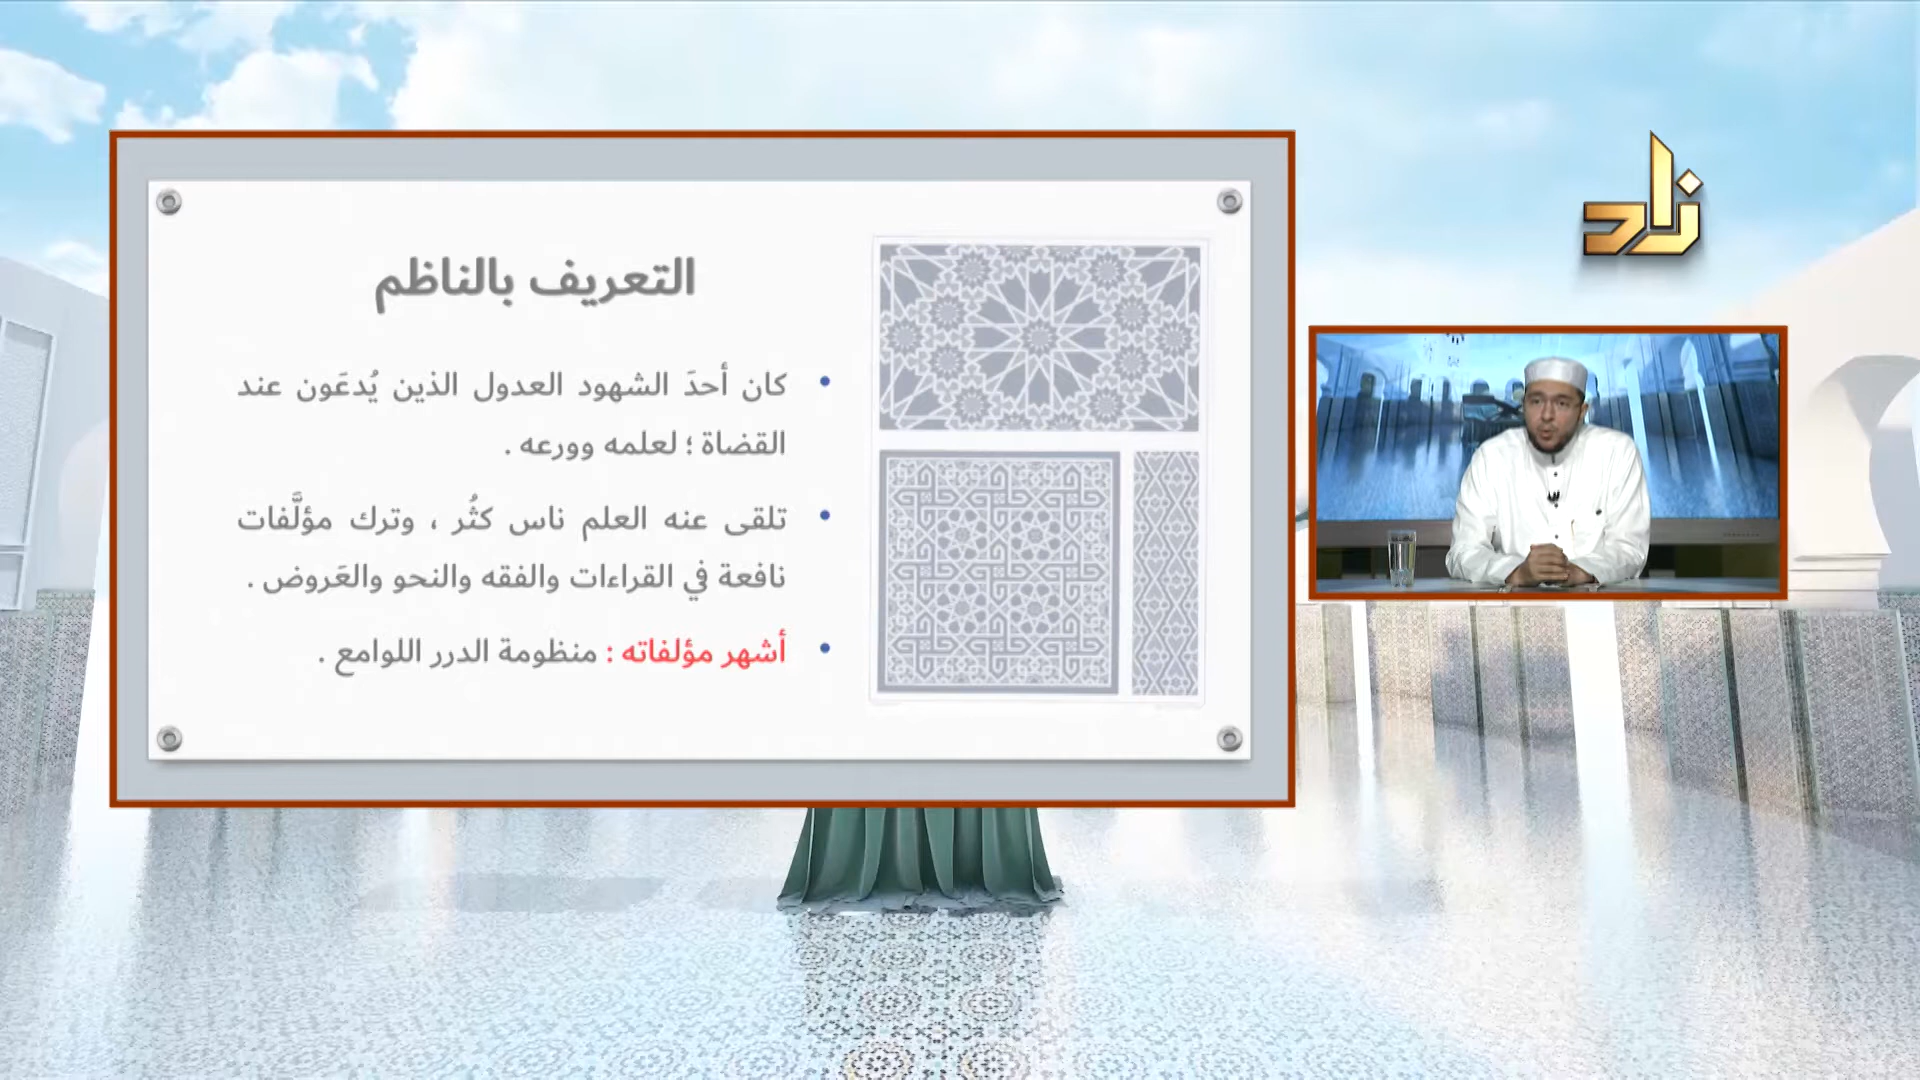 زاد
التعريف بالناظم
• كان أحدَ الشهود العدول الذين يُدعَون عند
القضاة ؛ لعلمه وورعه .
• تلقى عنه العلم ناس كثُر ، وترك مؤلَّفات
نافعة في القراءات والفقه والنحو والعَروض .
• أشهر مؤلفاته : منظومة الدرر اللوامع .